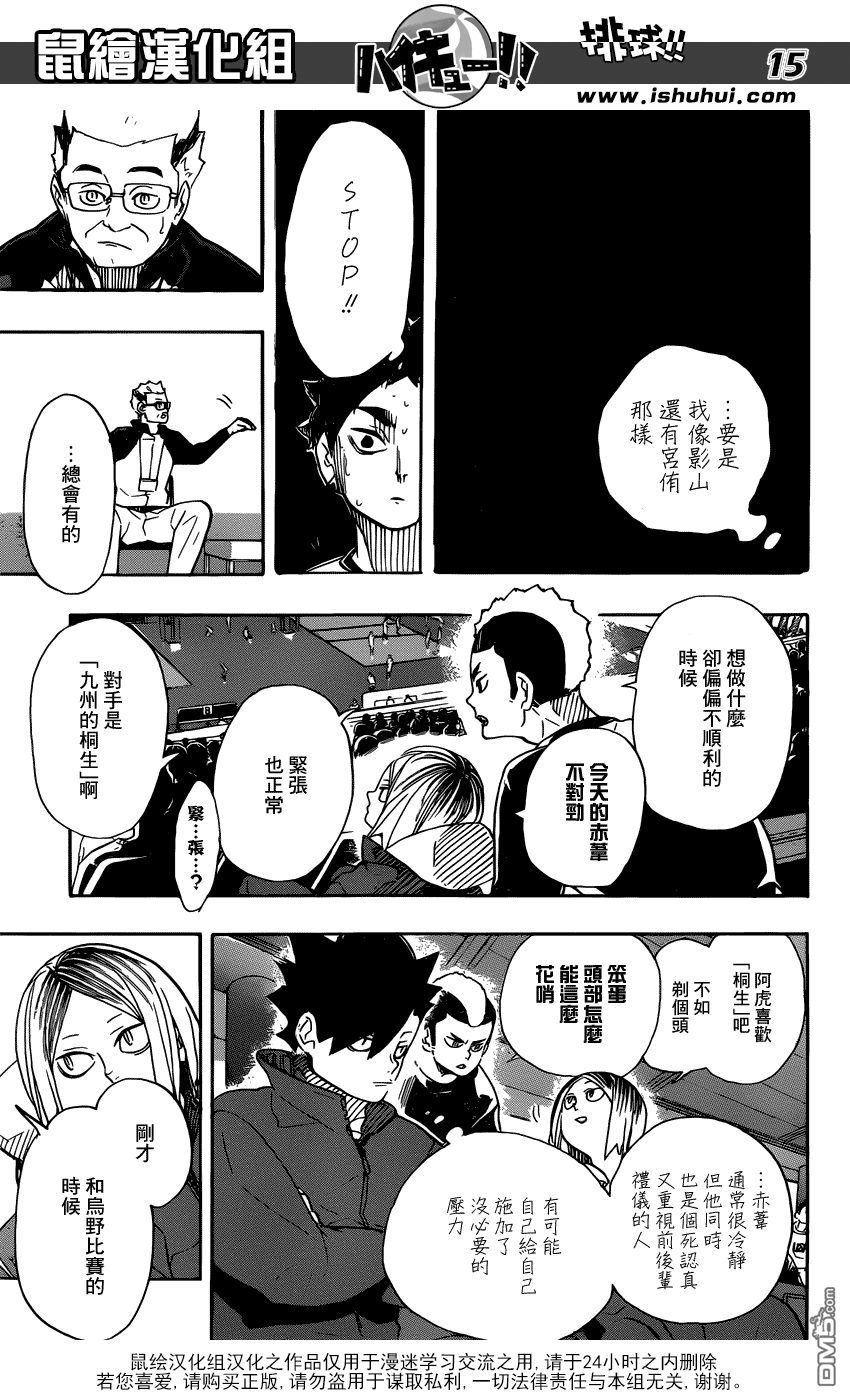 鼠繪漢化組
ハイキュー!!
排球!!
15
www.ishuhui.com
…要是
我像影山
還有宮侑
那樣
STOP!!
…總會有的
想做什麼
卻偏偏不順利的
時候
今天的赤葦
不對勁
緊張
也正常
緊…張…?
對手是
「九州的桐生」啊
阿虎喜歡
「桐生」吧
不如
剃個頭
笨蛋
頭部怎麼
能這麼
花哨
…赤葦
通常很冷靜
但他同時
也是個死認真
又重視前後輩
禮儀的人
有可能
自己給自己
施加了
沒必要的
壓力
剛才
和烏野比賽的
時候
DM5.com
鼠绘汉化组汉化之作品仅用于漫迷学习交流之用,请于24小时之内删除
若您喜爱,请购买正版,请勿盗用于谋取私利,一切法律责任与本组无关,谢谢。